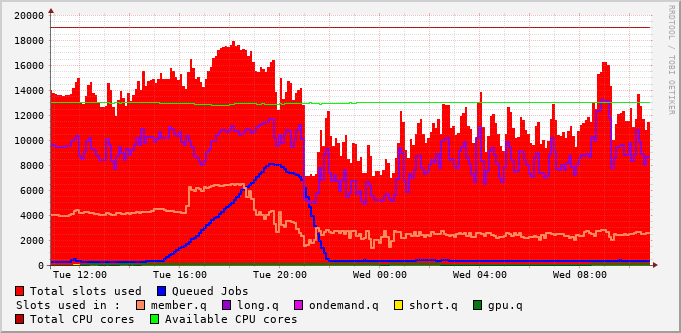 20000
18000
16000
14000
12000
10000
8000
6000
4000
2000
0
Tue 12:00 Tue 16:00 Tue 20:00 Wed 00:00 Wed 04:00 Wed 08:00
RRDTOOL / TOBI OETIKER
Total slots used Queued Jobs
Slots used in : member.q long.q ondemand.q short.q gpu.q
Total CPU cores Available CPU cores